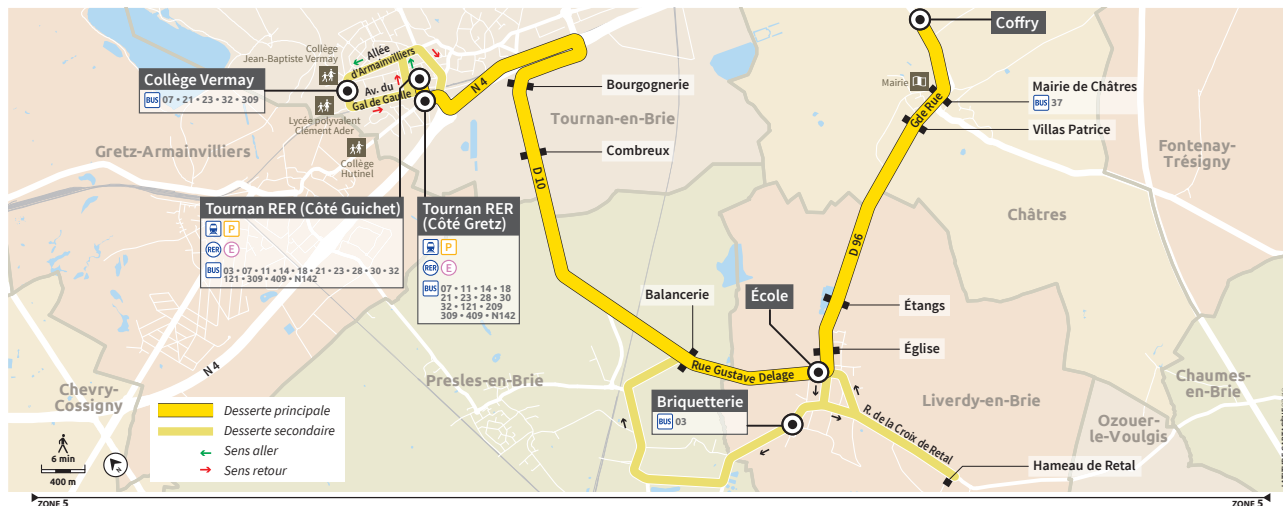 Coffry
Collège
Jean-Baptiste Vermay
Allée
d'Armainvilliers
Collège Vermay
BUS 07 • 21 • 23 • 32 • 309
Av. du
Gal de Gaulle
N 4
Lycée polyvalent
Clément Ader
Collège
Hutinel
Gretz-Armainvilliers
Bourgognerie
Tournan-en-Brie
Combreux
D 10
Mairie
Mairie de Châtres
BUS 37
Gde Rue
Villas Patrice
Fontenay-
Trésigny
Châtres
D 96
Tournan RER (Côté Guichet)
P
RER E
BUS 03 • 07 • 11 • 14 • 18 • 21 • 23 • 28 • 30 • 32
121 • 309 • 409 • N142
Tournan RER
(Côté Gretz)
P
RER E
BUS 07 • 11 • 14 • 18
21 • 23 • 28 • 30
32 • 121 • 209
309 • 409 • N142
Balancerie
École
Étangs
Église
Rue Gustave Delage
N 4
Presles-en-Brie
Chevry-
Cossigny
Briquetterie
BUS 03
Liverdy-en-Brie
R. de la Croix de Retal
Chaumes-
en-Brie
Ozouer-
le-Voulgis
Hameau de Retal
Desserte principale
Desserte secondaire
Sens aller
Sens retour
6 min
400 m
ZONE 5
ZONE 5